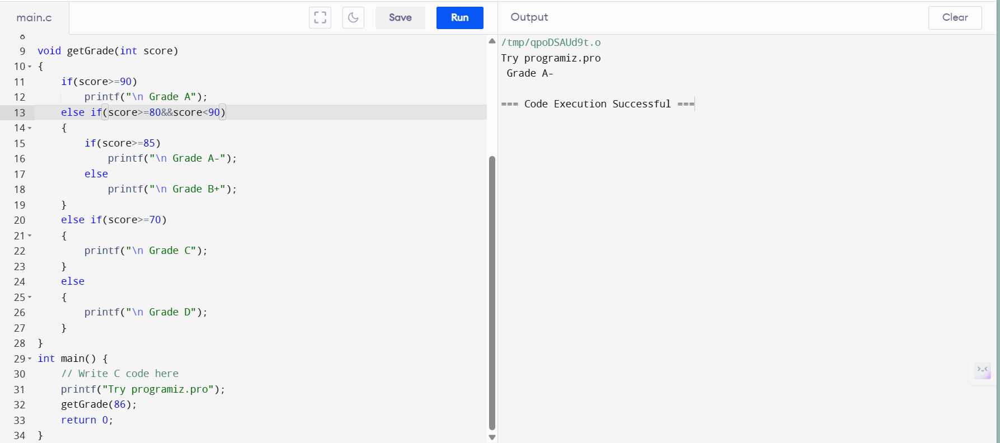 main.c
Save
Run
Output
Clear
8
9 void getGrade(int score)
10 {
11 if(score>=90)
12 printf("\n Grade A");
13 else if(score>=80&&score<90)
14 {
15 if(score>=85)
16 printf("\n Grade A-");
17 else
18 printf("\n Grade B+");
19 }
20 else if(score>=70)
21 {
22 printf("\n Grade C");
23 }
24 else
25 {
26 printf("\n Grade D");
27 }
28 }
29 int main() {
30 // Write C code here
31 printf("Try programiz.pro");
32 getGrade(86);
33 return 0;
34 }
/tmp/qpoDSAUd9t.o
Try programiz.pro
Grade A-
=== Code Execution Successful ===